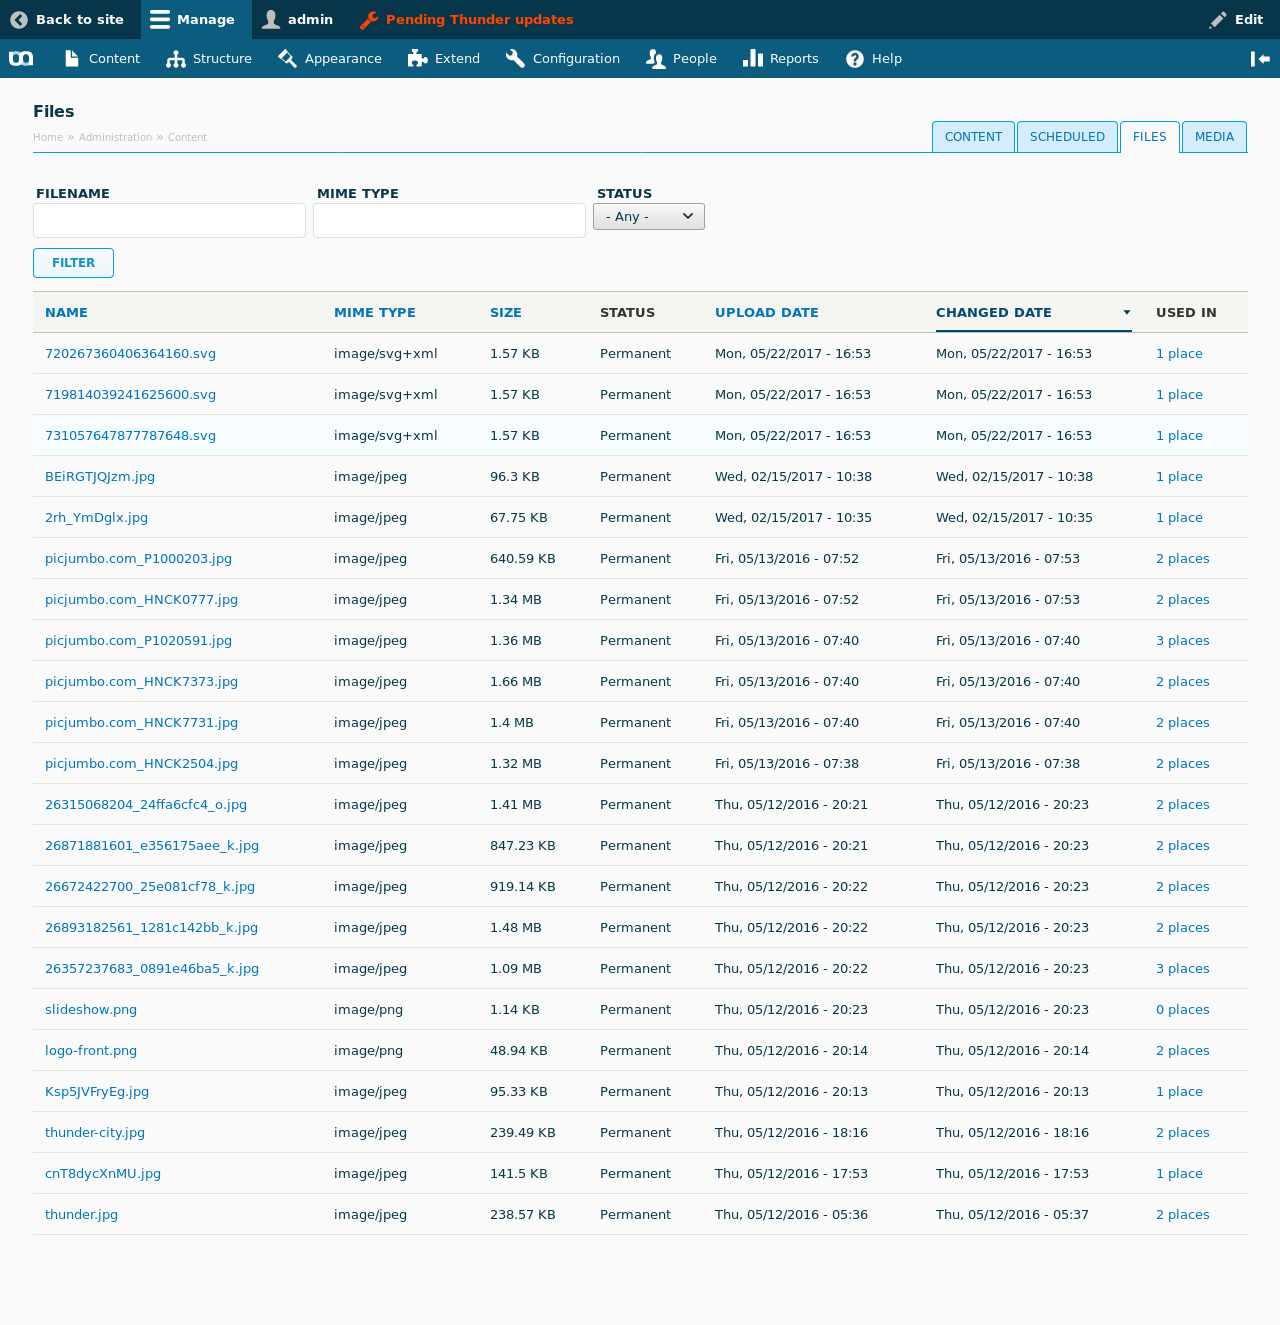 Back to site Manage admin Pending Thunder updates Edit
Content Structure Appearance Extend Configuration People Reports Help
Files
Home » Administration » Content
CONTENT SCHEDULED FILES MEDIA
FILENAME MIME TYPE STATUS
- Any -
FILTER
NAME MIME TYPE SIZE STATUS UPLOAD DATE CHANGED DATE USED IN
720267360406364160.svg image/svg+xml 1.57 KB Permanent Mon, 05/22/2017 - 16:53 Mon, 05/22/2017 - 16:53 1 place
719814039241625600.svg image/svg+xml 1.57 KB Permanent Mon, 05/22/2017 - 16:53 Mon, 05/22/2017 - 16:53 1 place
731057647877787648.svg image/svg+xml 1.57 KB Permanent Mon, 05/22/2017 - 16:53 Mon, 05/22/2017 - 16:53 1 place
BEiRGTJQJzm.jpg image/jpeg 96.3 KB Permanent Wed, 02/15/2017 - 10:38 Wed, 02/15/2017 - 10:38 1 place
2rh_YmDglx.jpg image/jpeg 67.75 KB Permanent Wed, 02/15/2017 - 10:35 Wed, 02/15/2017 - 10:35 1 place
picjumbo.com_P1000203.jpg image/jpeg 640.59 KB Permanent Fri, 05/13/2016 - 07:52 Fri, 05/13/2016 - 07:53 2 places
picjumbo.com_HNCK0777.jpg image/jpeg 1.34 MB Permanent Fri, 05/13/2016 - 07:52 Fri, 05/13/2016 - 07:53 2 places
picjumbo.com_P1020591.jpg image/jpeg 1.36 MB Permanent Fri, 05/13/2016 - 07:40 Fri, 05/13/2016 - 07:40 3 places
picjumbo.com_HNCK7373.jpg image/jpeg 1.66 MB Permanent Fri, 05/13/2016 - 07:40 Fri, 05/13/2016 - 07:40 2 places
picjumbo.com_HNCK7731.jpg image/jpeg 1.4 MB Permanent Fri, 05/13/2016 - 07:40 Fri, 05/13/2016 - 07:40 2 places
picjumbo.com_HNCK2504.jpg image/jpeg 1.32 MB Permanent Fri, 05/13/2016 - 07:38 Fri, 05/13/2016 - 07:38 2 places
26315068204_24ffa6cfc4_o.jpg image/jpeg 1.41 MB Permanent Thu, 05/12/2016 - 20:21 Thu, 05/12/2016 - 20:23 2 places
26871881601_e356175aee_k.jpg image/jpeg 847.23 KB Permanent Thu, 05/12/2016 - 20:21 Thu, 05/12/2016 - 20:23 2 places
26672422700_25e081cf78_k.jpg image/jpeg 919.14 KB Permanent Thu, 05/12/2016 - 20:22 Thu, 05/12/2016 - 20:23 2 places
26893182561_1281c142bb_k.jpg image/jpeg 1.48 MB Permanent Thu, 05/12/2016 - 20:22 Thu, 05/12/2016 - 20:23 2 places
26357237683_0891e46ba5_k.jpg image/jpeg 1.09 MB Permanent Thu, 05/12/2016 - 20:22 Thu, 05/12/2016 - 20:23 3 places
slideshow.png image/png 1.14 KB Permanent Thu, 05/12/2016 - 20:23 Thu, 05/12/2016 - 20:23 0 places
logo-front.png image/png 48.94 KB Permanent Thu, 05/12/2016 - 20:14 Thu, 05/12/2016 - 20:14 2 places
Ksp5JVFryEg.jpg image/jpeg 95.33 KB Permanent Thu, 05/12/2016 - 20:13 Thu, 05/12/2016 - 20:13 1 place
thunder-city.jpg image/jpeg 239.49 KB Permanent Thu, 05/12/2016 - 18:16 Thu, 05/12/2016 - 18:16 2 places
cnT8dycXnMU.jpg image/jpeg 141.5 KB Permanent Thu, 05/12/2016 - 17:53 Thu, 05/12/2016 - 17:53 1 place
thunder.jpg image/jpeg 238.57 KB Permanent Thu, 05/12/2016 - 05:36 Thu, 05/12/2016 - 05:37 2 places